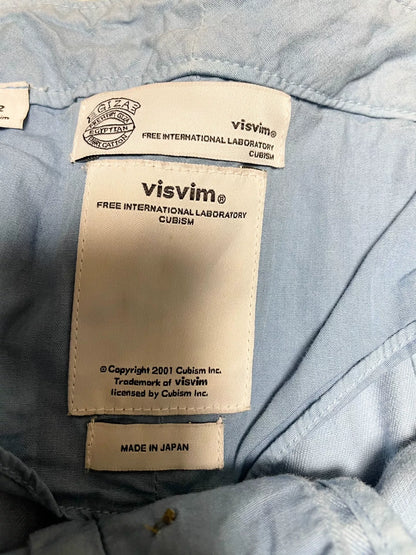 2
GIZA
EGYPTIAN
visvim®
FREE INTERNATIONAL LABORATORY
CUBISM
visvim®
FREE INTERNATIONAL LABORATORY
CUBISM
© Copyright 2001 Cubism Inc.
Trademark of visvim
licensed by Cubism Inc.
MADE IN JAPAN